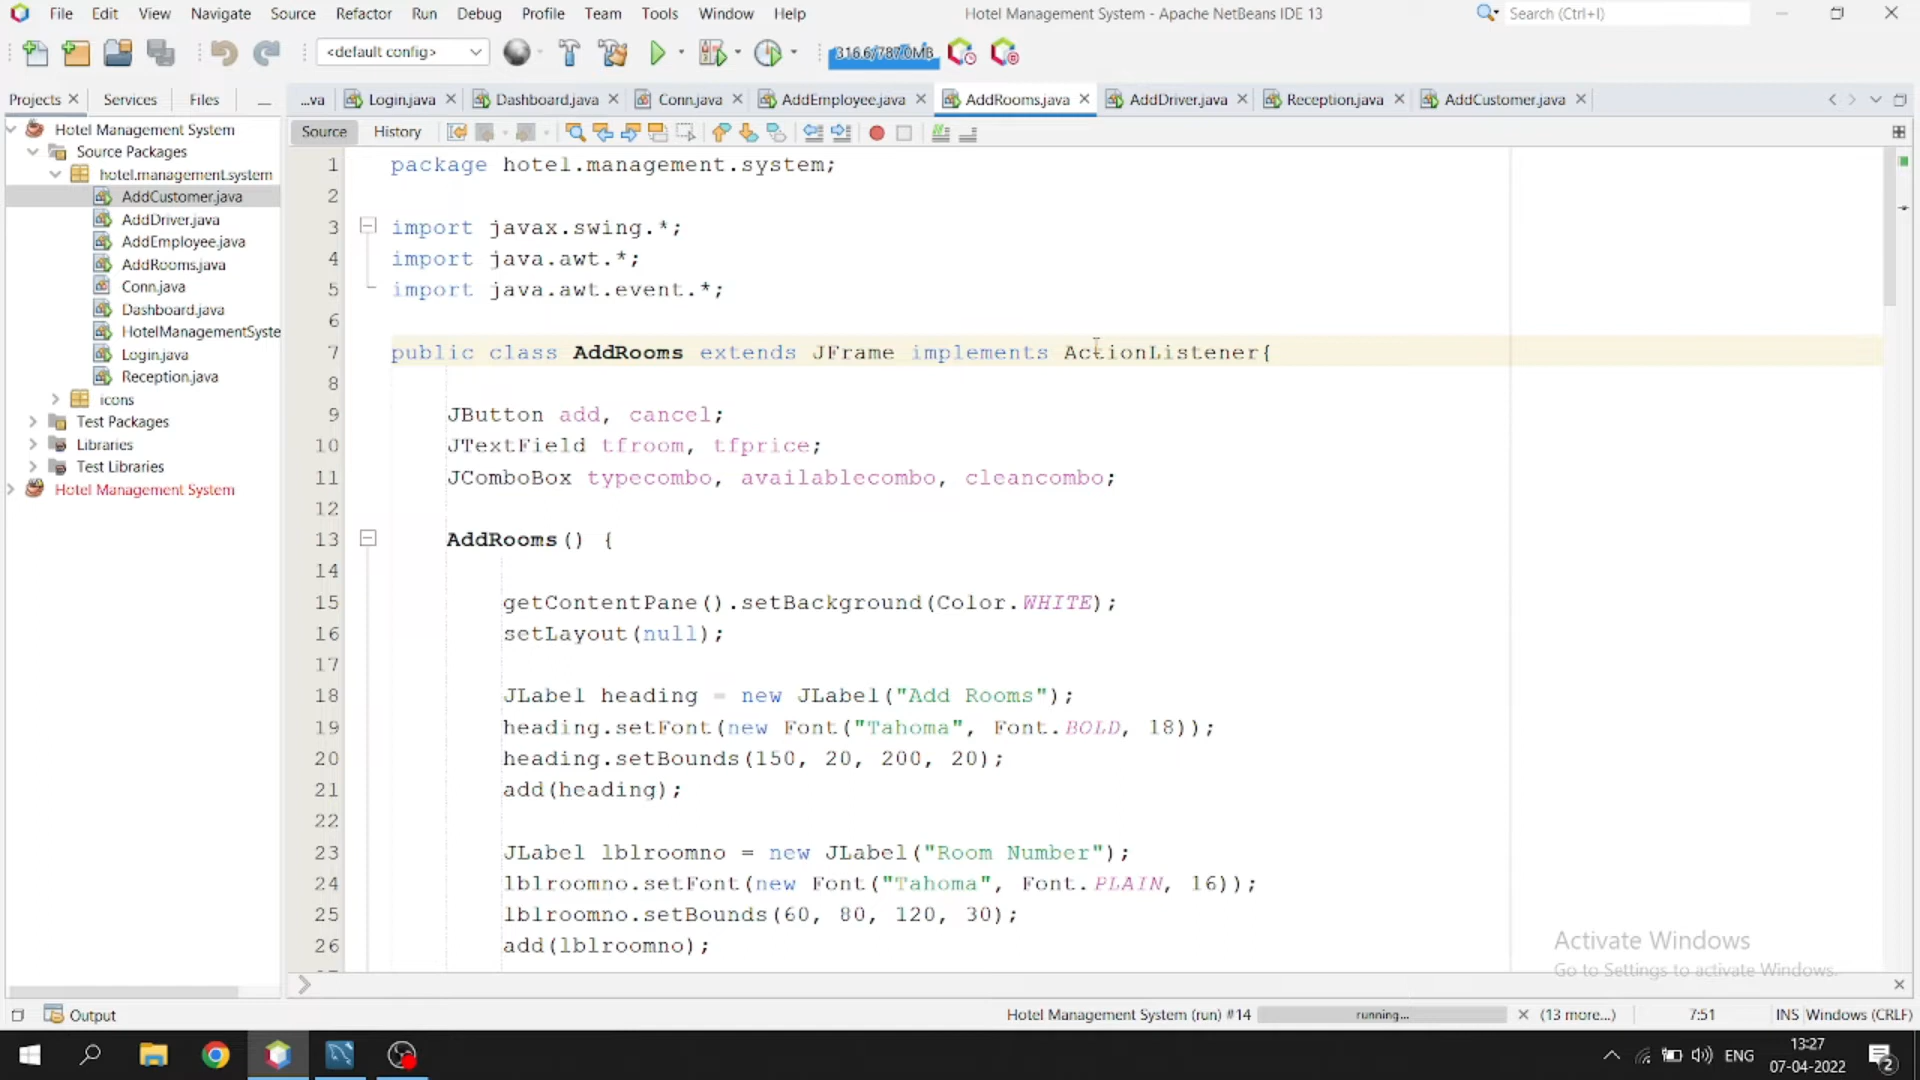 File Edit View Navigate Source Refactor Run Debug Profile Team Tools Window Help
Hotel Management System - Apache NetBeans IDE 13
Search (Ctrl+I)
<default config>
316.6/787.0MB
Projects Services Files
...va Login.java Dashboard.java Conn.java AddEmployee.java AddRooms.java AddDriver.java Reception.java AddCustomer.java
Source History
Hotel Management System
Source Packages
hotel.management.system
AddCustomer.java
AddDriver.java
AddEmployee.java
AddRooms.java
Conn.java
Dashboard.java
HotelManagementSyste
Login.java
Reception.java
icons
Test Packages
Libraries
Test Libraries
Hotel Management System
1 package hotel.management.system;
2
3 import javax.swing.*;
4 import java.awt.*;
5 import java.awt.event.*;
6
7 public class AddRooms extends JFrame implements ActionListener{
8
9 JButton add, cancel;
10 JTextField tfroom, tfprice;
11 JComboBox typecombo, availablecombo, cleancombo;
12
13 AddRooms() {
14
15 getContentPane().setBackground(Color.WHITE);
16 setLayout(null);
17
18 JLabel heading = new JLabel("Add Rooms");
19 heading.setFont(new Font("Tahoma", Font.BOLD, 18));
20 heading.setBounds(150, 20, 200, 20);
21 add(heading);
22
23 JLabel lblroomno = new JLabel("Room Number");
24 lblroomno.setFont(new Font("Tahoma", Font.PLAIN, 16));
25 lblroomno.setBounds(60, 80, 120, 30);
26 add(lblroomno);
Activate Windows
Go to Settings to activate Windows.
Output
Hotel Management System (run) #14 running... (13 more...) 7:51 INS Windows (CRLF)
ENG
13:27
07-04-2022
2